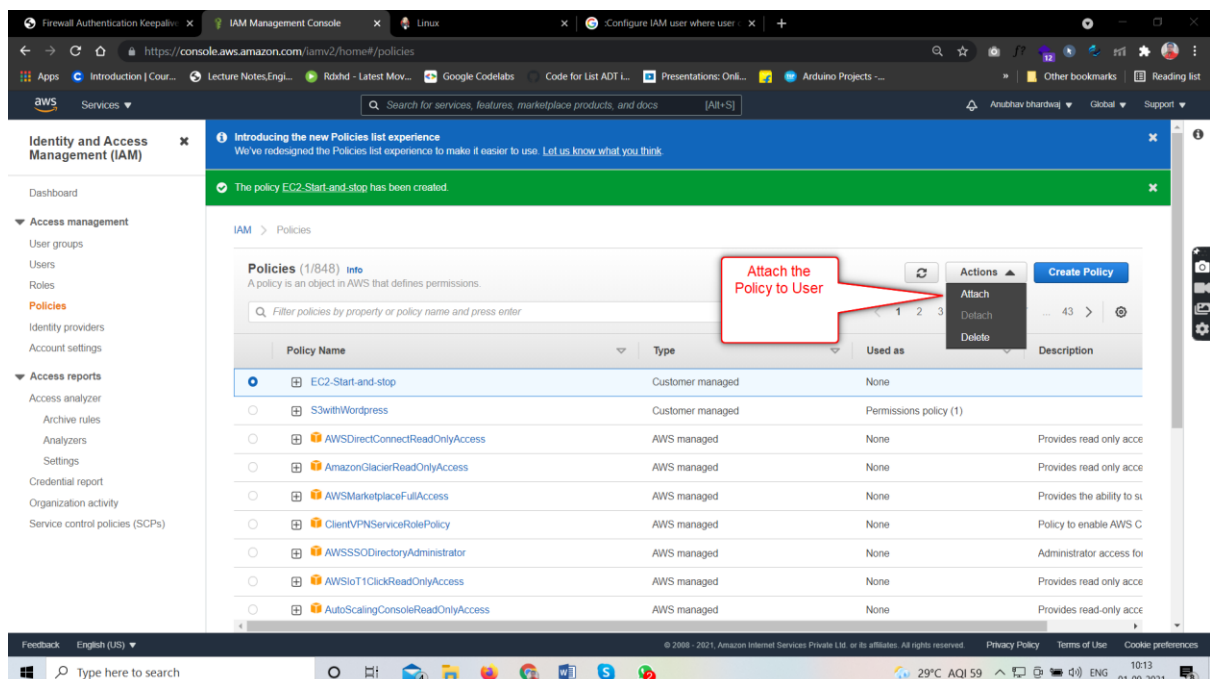 Firewall Authentication Keepalive
IAM Management Console
Linux
:Configure IAM user where user
https://console.aws.amazon.com/iamv2/home#/policies
12
Apps
Introduction | Cour...
Lecture Notes,Engi...
Rdxhd - Latest Mov...
Google Codelabs
Code for List ADT i...
Presentations: Onli...
Arduino Projects -...
»
Other bookmarks
Reading list
aws
Services
Search for services, features, marketplace products, and docs
[Alt+S]
Anubhav bhardwaj
Global
Support
Identity and Access Management (IAM)
Dashboard
Access management
User groups
Users
Roles
Policies
Identity providers
Account settings
Access reports
Access analyzer
Archive rules
Analyzers
Settings
Credential report
Organization activity
Service control policies (SCPs)
Introducing the new Policies list experience
We've redesigned the Policies list experience to make it easier to use. Let us know what you think.
The policy EC2-Start-and-stop has been created.
IAM > Policies
Policies (1/848) Info
A policy is an object in AWS that defines permissions.
Filter policies by property or policy name and press enter
Attach the
Policy to User
Actions
Create Policy
Attach
Detach
Delete
1 2 3
... 43
Policy Name
Type
Used as
Description
EC2-Start-and-stop Customer managed None
S3withWordpress Customer managed Permissions policy (1)
AWSDirectConnectReadOnlyAccess AWS managed None Provides read only acce
AmazonGlacierReadOnlyAccess AWS managed None Provides read only acce
AWSMarketplaceFullAccess AWS managed None Provides the ability to su
ClientVPNServiceRolePolicy AWS managed None Policy to enable AWS C
AWSSSODirectoryAdministrator AWS managed None Administrator access for
AWSIoT1ClickReadOnlyAccess AWS managed None Provides read only acce
AutoScalingConsoleReadOnlyAccess AWS managed None Provides read-only acce
Feedback
English (US)
© 2008 - 2021, Amazon Internet Services Private Ltd. or its affiliates. All rights reserved.
Privacy Policy
Terms of Use
Cookie preferences
Type here to search
29°C AQI 59
ENG
10:13
01-09-2021